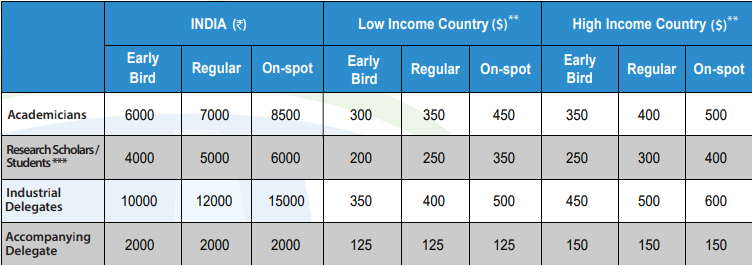 INDIA (₹) Low Income Country ($)** High Income Country ($)**
Early Bird Regular On-spot Early Bird Regular On-spot Early Bird Regular On-spot
Academicians 6000 7000 8500 300 350 450 350 400 500
Research Scholars / Students *** 4000 5000 6000 200 250 350 250 300 400
Industrial Delegates 10000 12000 15000 350 400 500 450 500 600
Accompanying Delegate 2000 2000 2000 125 125 125 150 150 150